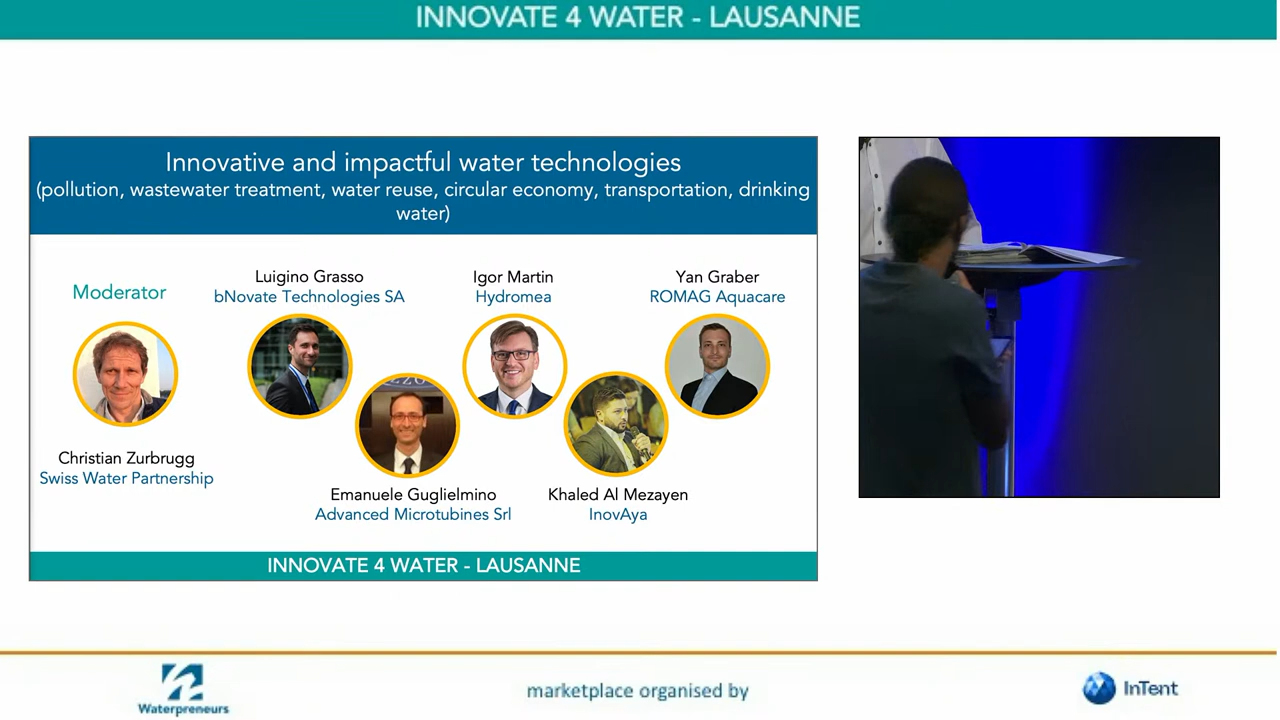 INNOVATE 4 WATER - LAUSANNE
Innovative and impactful water technologies
(pollution, wastewater treatment, water reuse, circular economy, transportation, drinking
water)
Moderator
Christian Zurbrugg
Swiss Water Partnership
Luigino Grasso
bNovate Technologies SA
Emanuele Guglielmino
Advanced Microtubines Srl
Igor Martin
Hydromea
Khaled Al Mezayen
InovAya
Yan Graber
ROMAG Aquacare
INNOVATE 4 WATER - LAUSANNE
Waterpreneurs
marketplace organised by
InTent